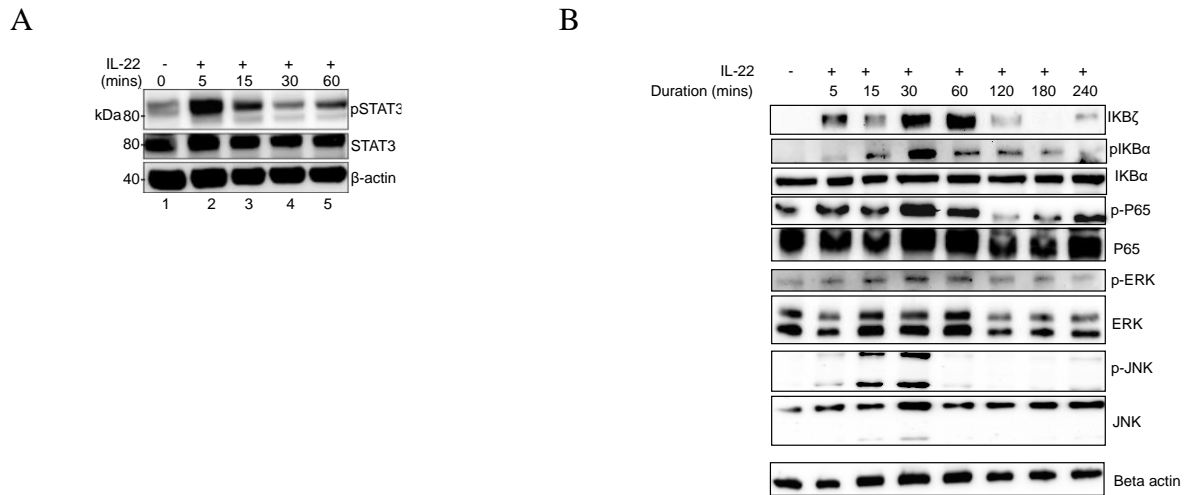 A
IL-22 - + + + +
(mins) 0 5 15 30 60
pSTAT3
kDa 80-
80- STAT3
40- β-actin
1 2 3 4 5
B
IL-22 - + + + + + + +
Duration (mins) 5 15 30 60 120 180 240
IKBζ
pIKBα
IKBα
p-P65
P65
p-ERK
ERK
p-JNK
JNK
Beta actin